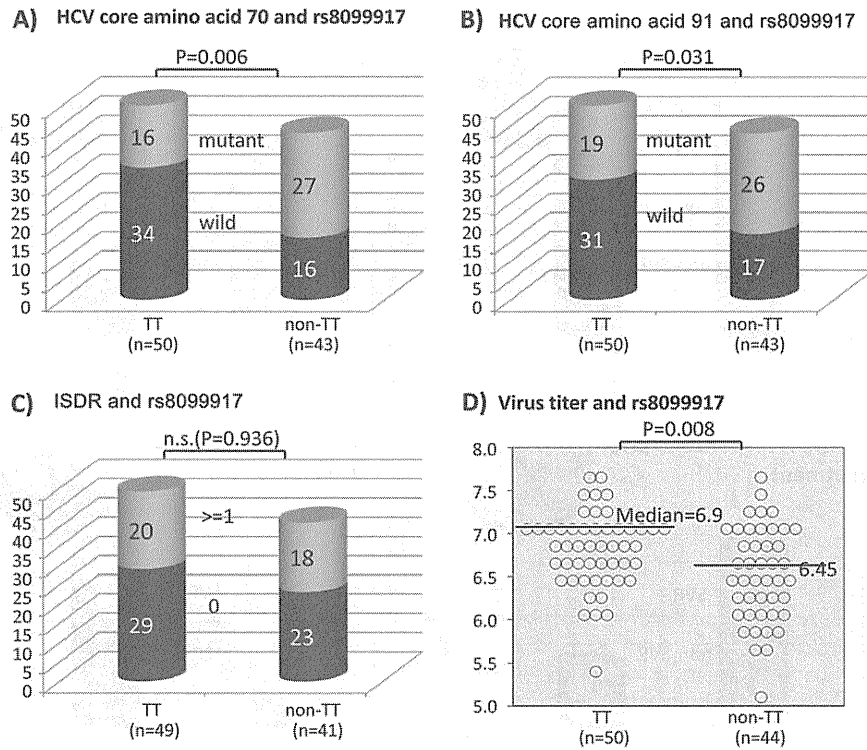 A) HCV core amino acid 70 and rs8099917
P=0.006
50
45
40
35
30
25
20
15
10
5
0
16
mutant
27
34
wild
16
TT
(n=50)
non-TT
(n=43)
B) HCV core amino acid 91 and rs8099917
P=0.031
50
45
40
35
30
25
20
15
10
5
0
19
mutant
26
31
wild
17
TT
(n=50)
non-TT
(n=43)
C) ISDR and rs8099917
n.s.(P=0.936)
50
45
40
35
30
25
20
15
10
5
0
20
>=1
18
29
0
23
TT
(n=49)
non-TT
(n=41)
D) Virus titer and rs8099917
P=0.008
8.0
7.5
7.0
6.5
6.0
5.5
5.0
Median=6.9
6.45
TT
(n=50)
non-TT
(n=44)